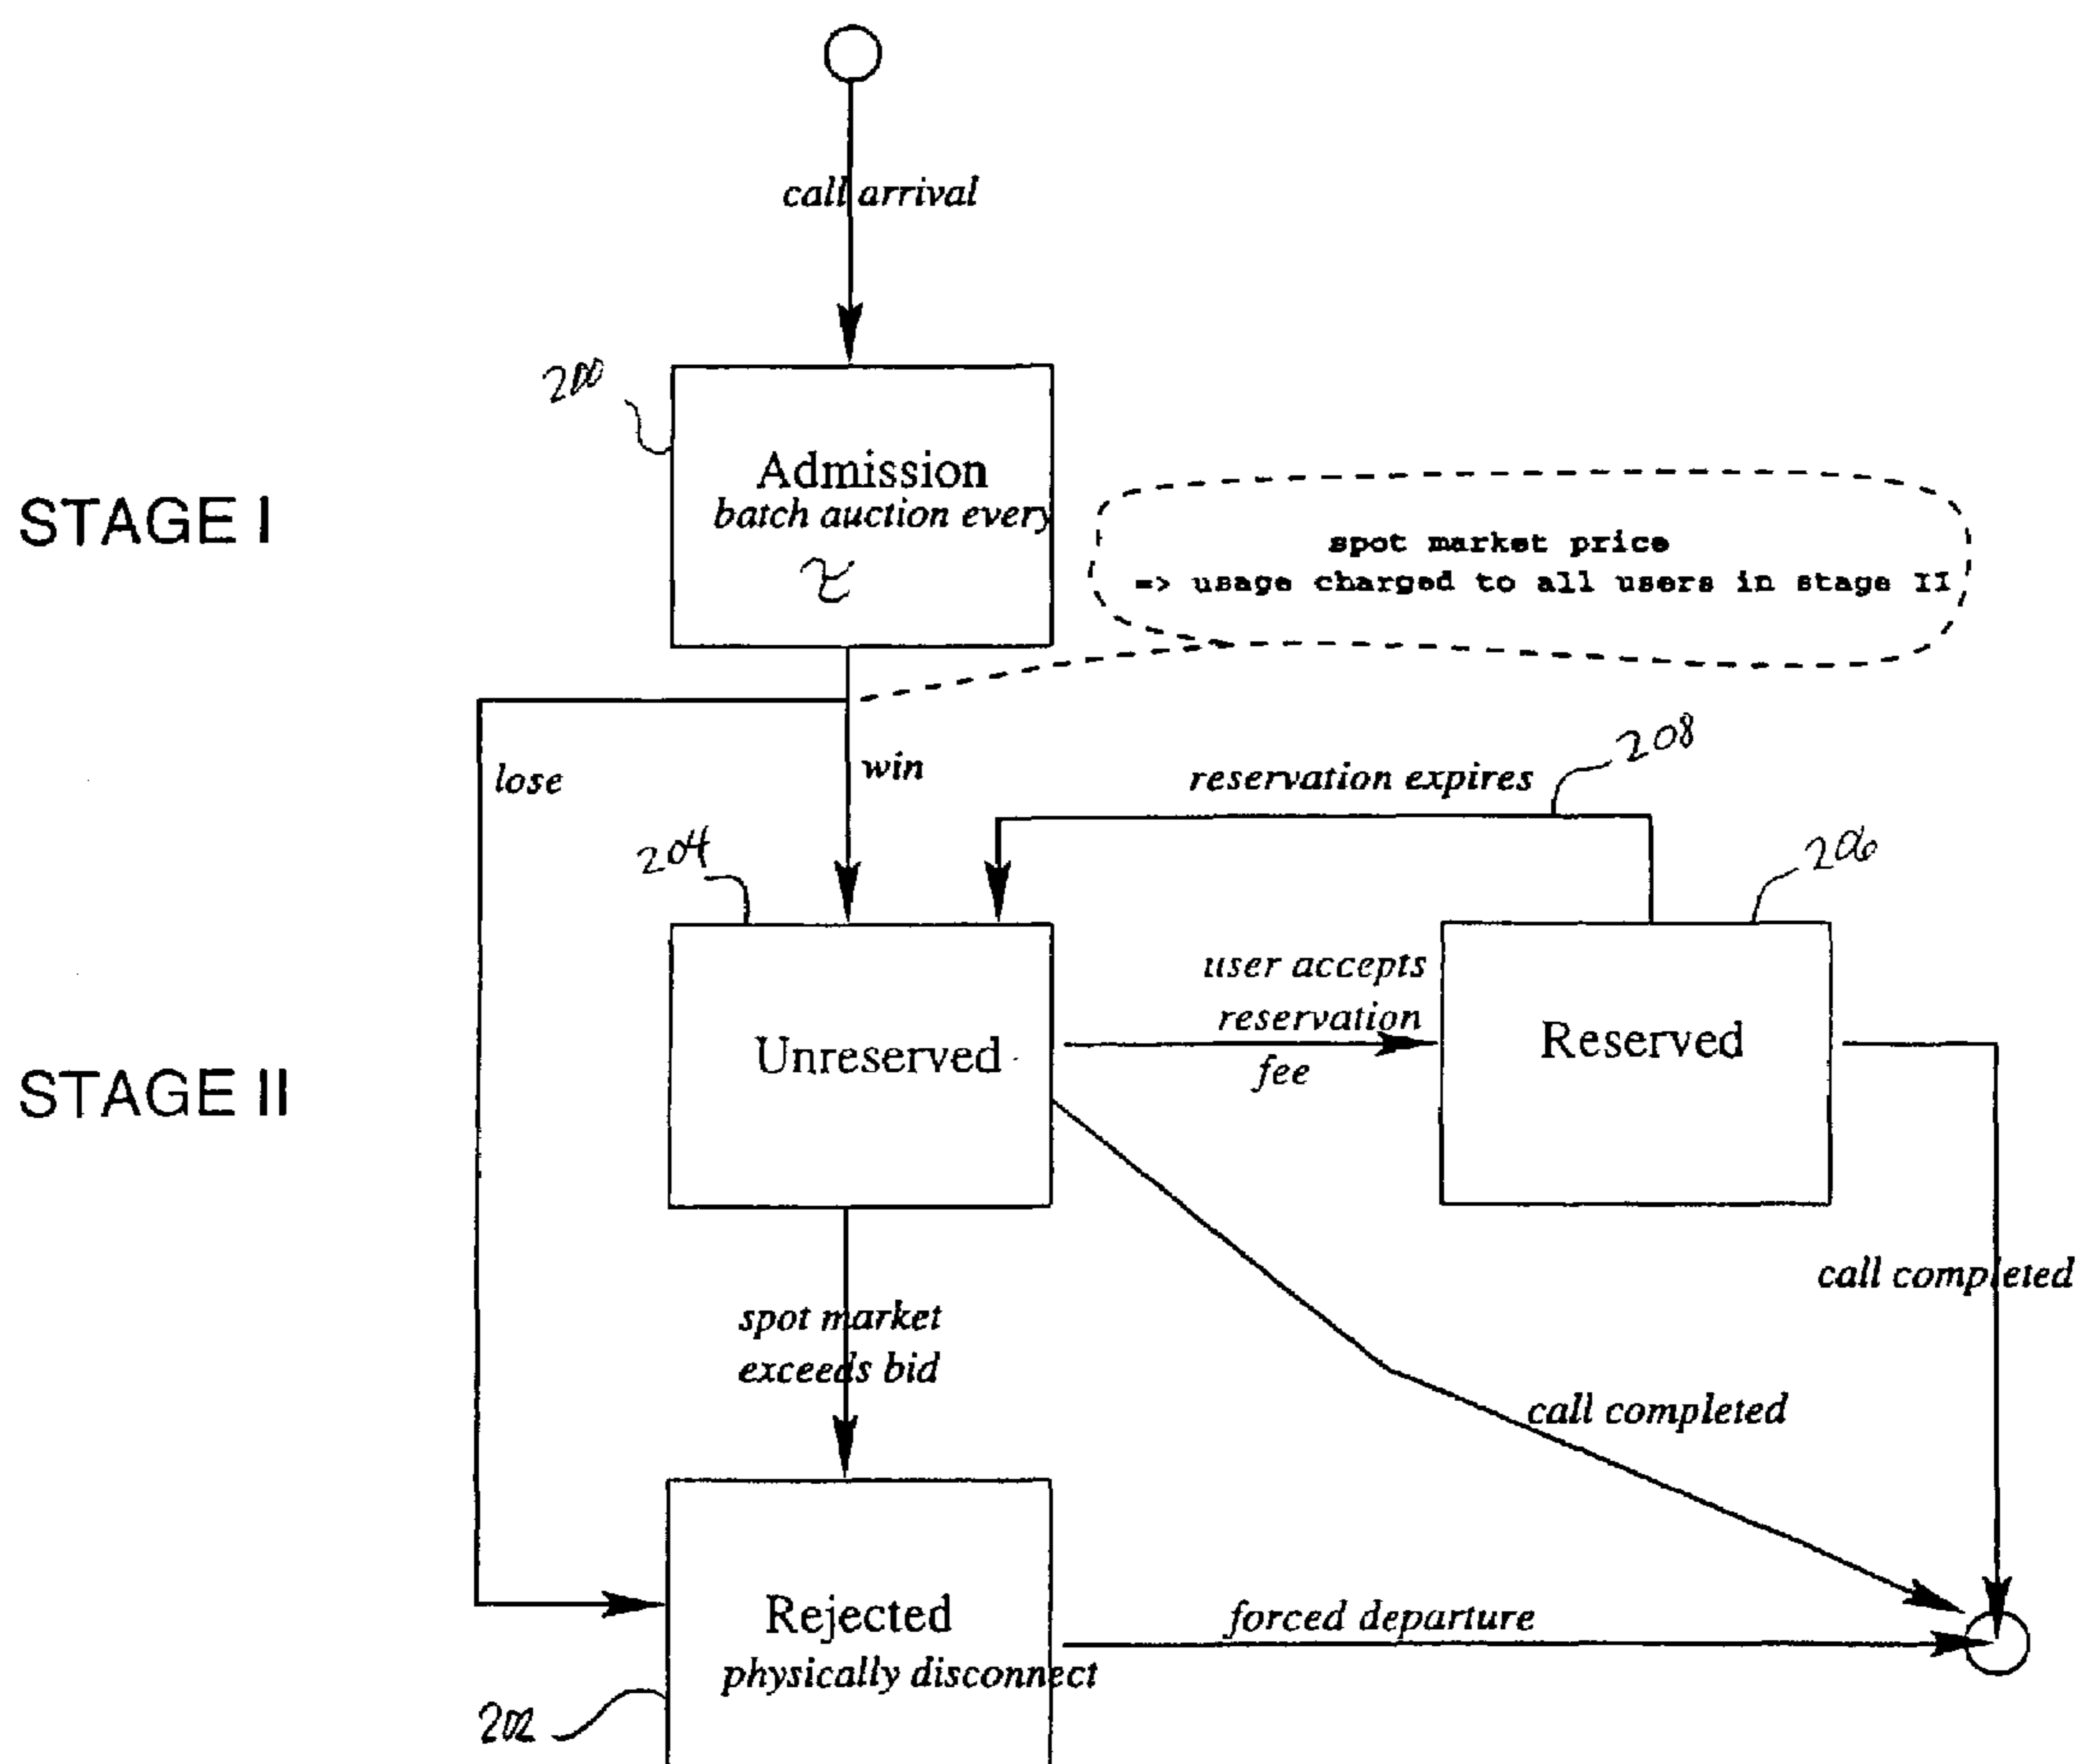 call arrival
200
Admission
batch auction every
τ
STAGE I
spot market price
=> usage charged to all users in stage II
lose
win
reservation expires
208
204
206
user accepts
reservation
fee
Unreserved
Reserved
STAGE II
call completed
spot market
exceeds bid
call completed
Rejected
physically disconnect
forced departure
202